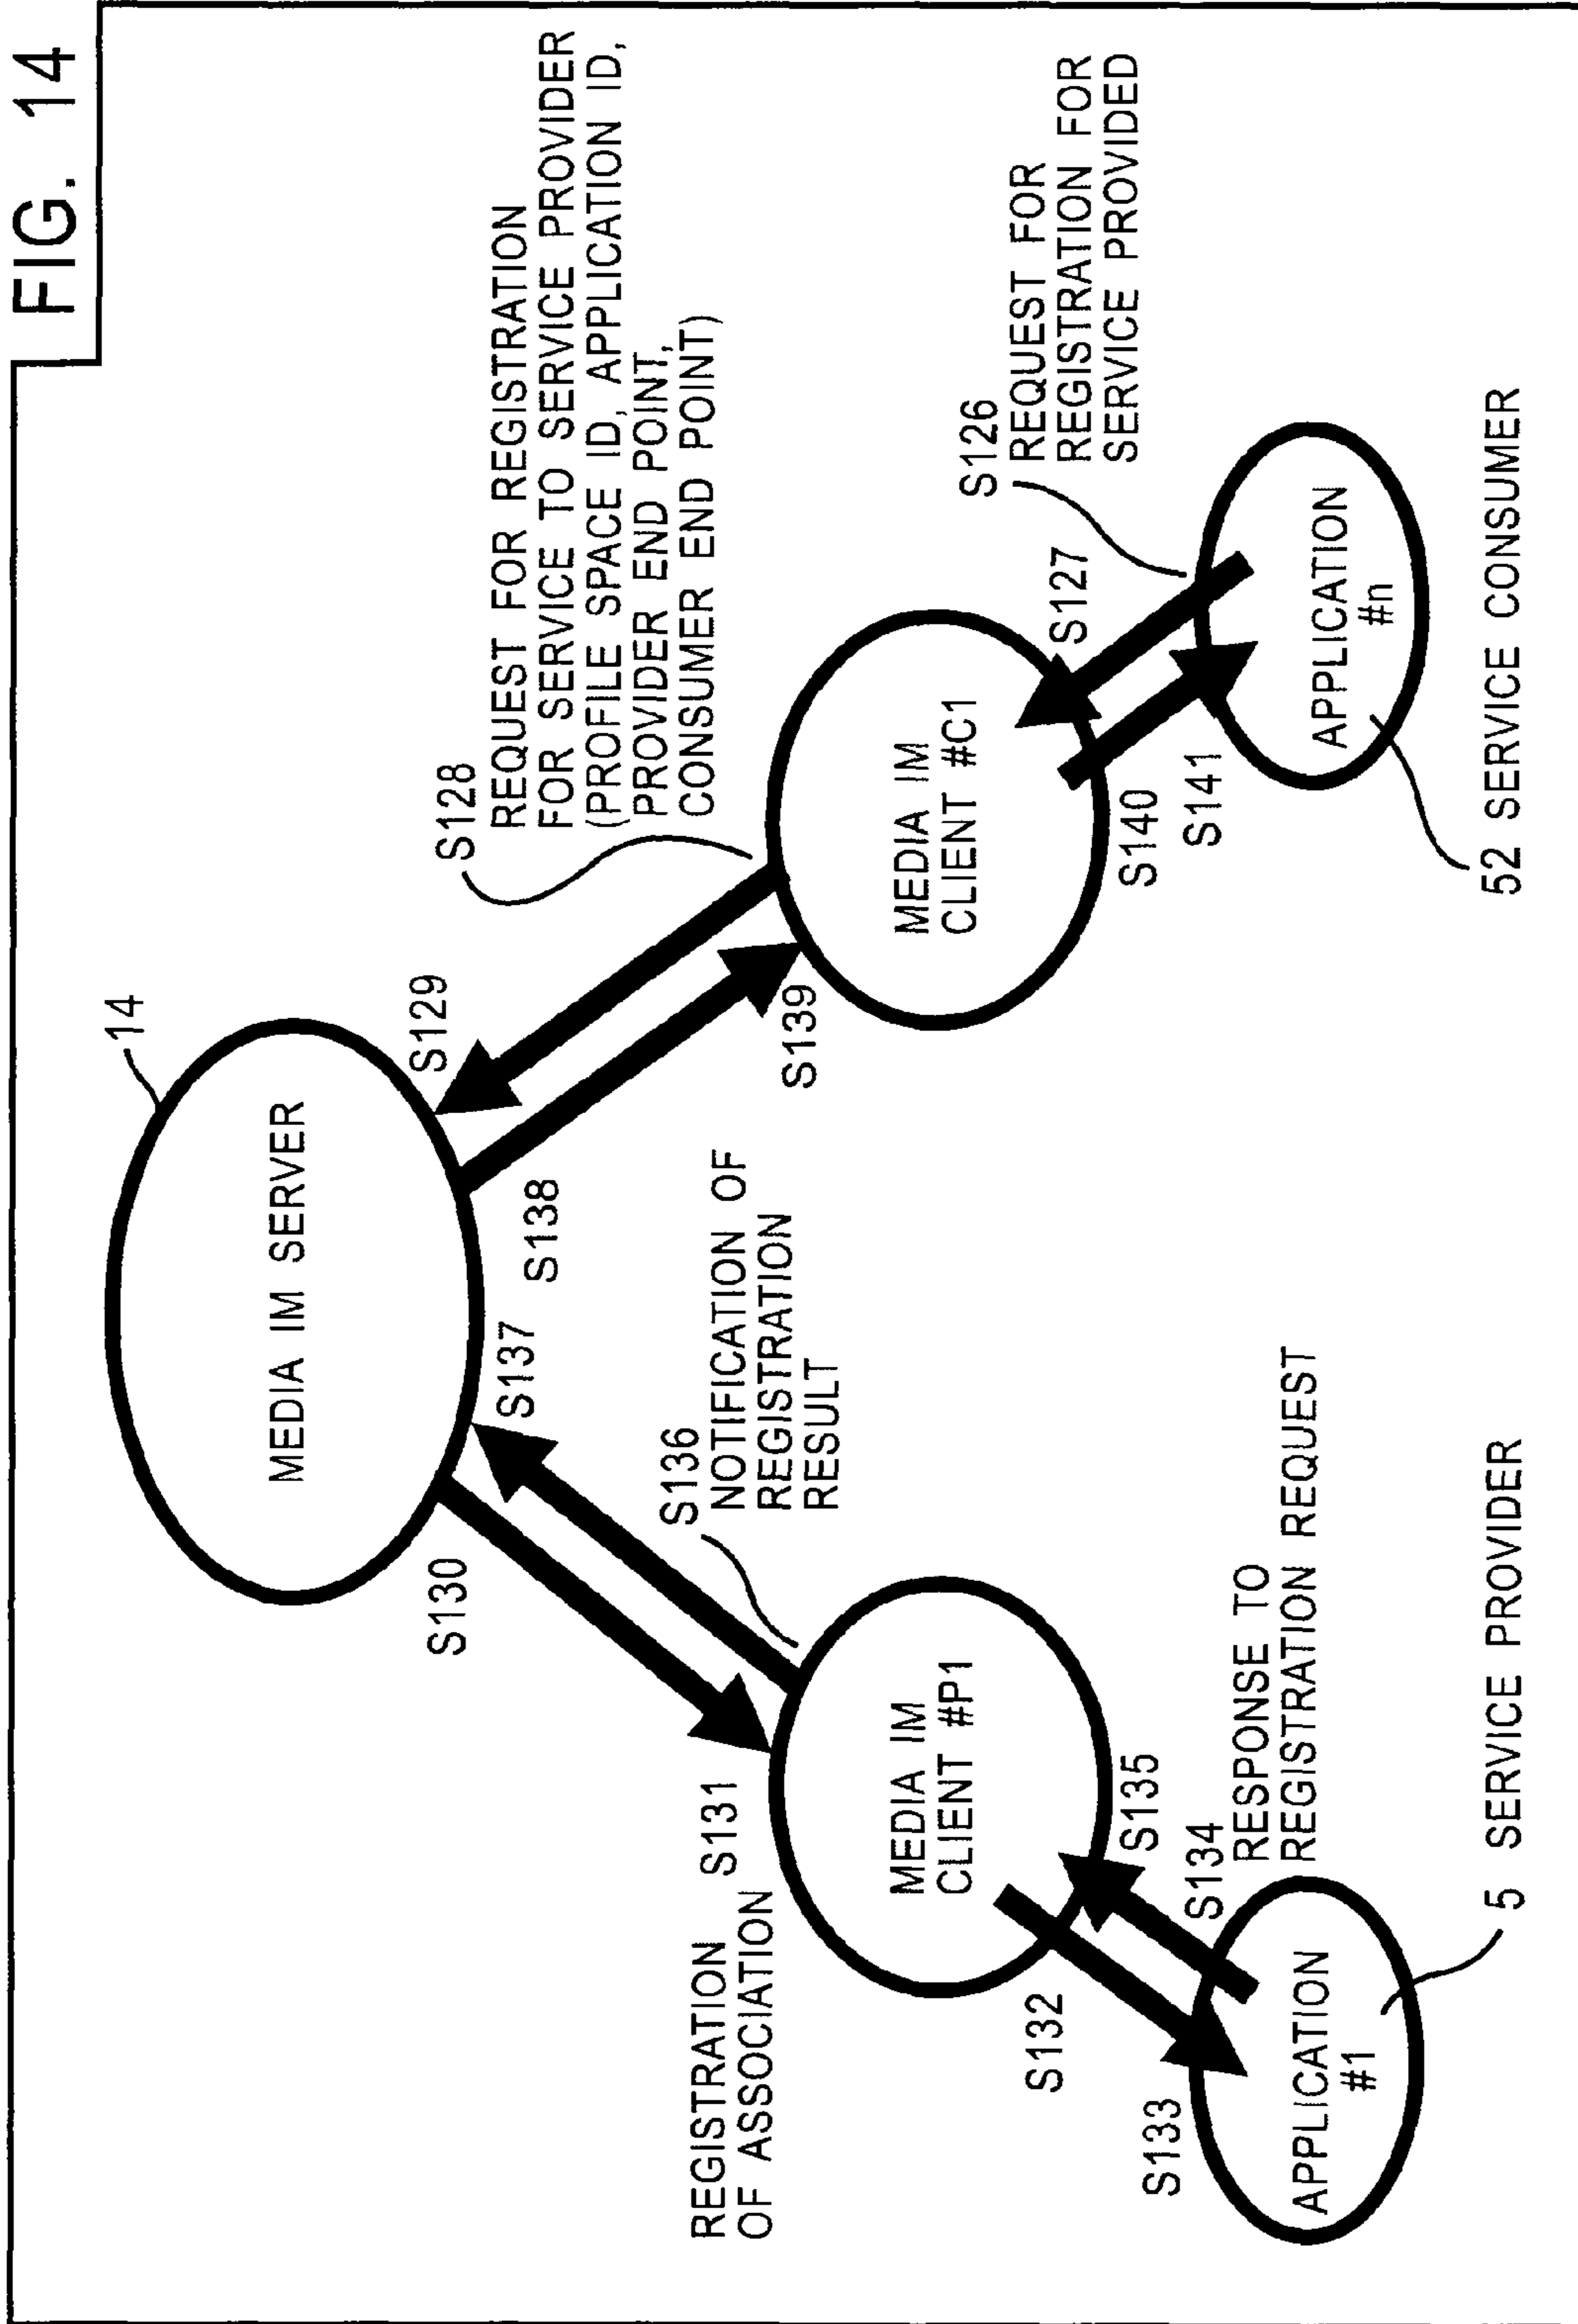 FIG. 14
14
MEDIA IM SERVER
S130
S137
S138
S129
S128
REQUEST FOR REGISTRATION
FOR SERVICE TO SERVICE PROVIDER
(PROFILE SPACE ID, APPLICATION ID,
PROVIDER END POINT,
CONSUMER END POINT)
S136
NOTIFICATION OF
REGISTRATION
RESULT
REGISTRATION
OF ASSOCIATION
S131
S139
MEDIA IM
CLIENT #P1
MEDIA IM
CLIENT #C1
S126
REQUEST FOR
REGISTRATION FOR
SERVICE PROVIDED
S127
S132
S135
S140
S133
S134
RESPONSE TO
REGISTRATION REQUEST
S141
APPLICATION
#1
APPLICATION
#n
5 SERVICE PROVIDER
52 SERVICE CONSUMER